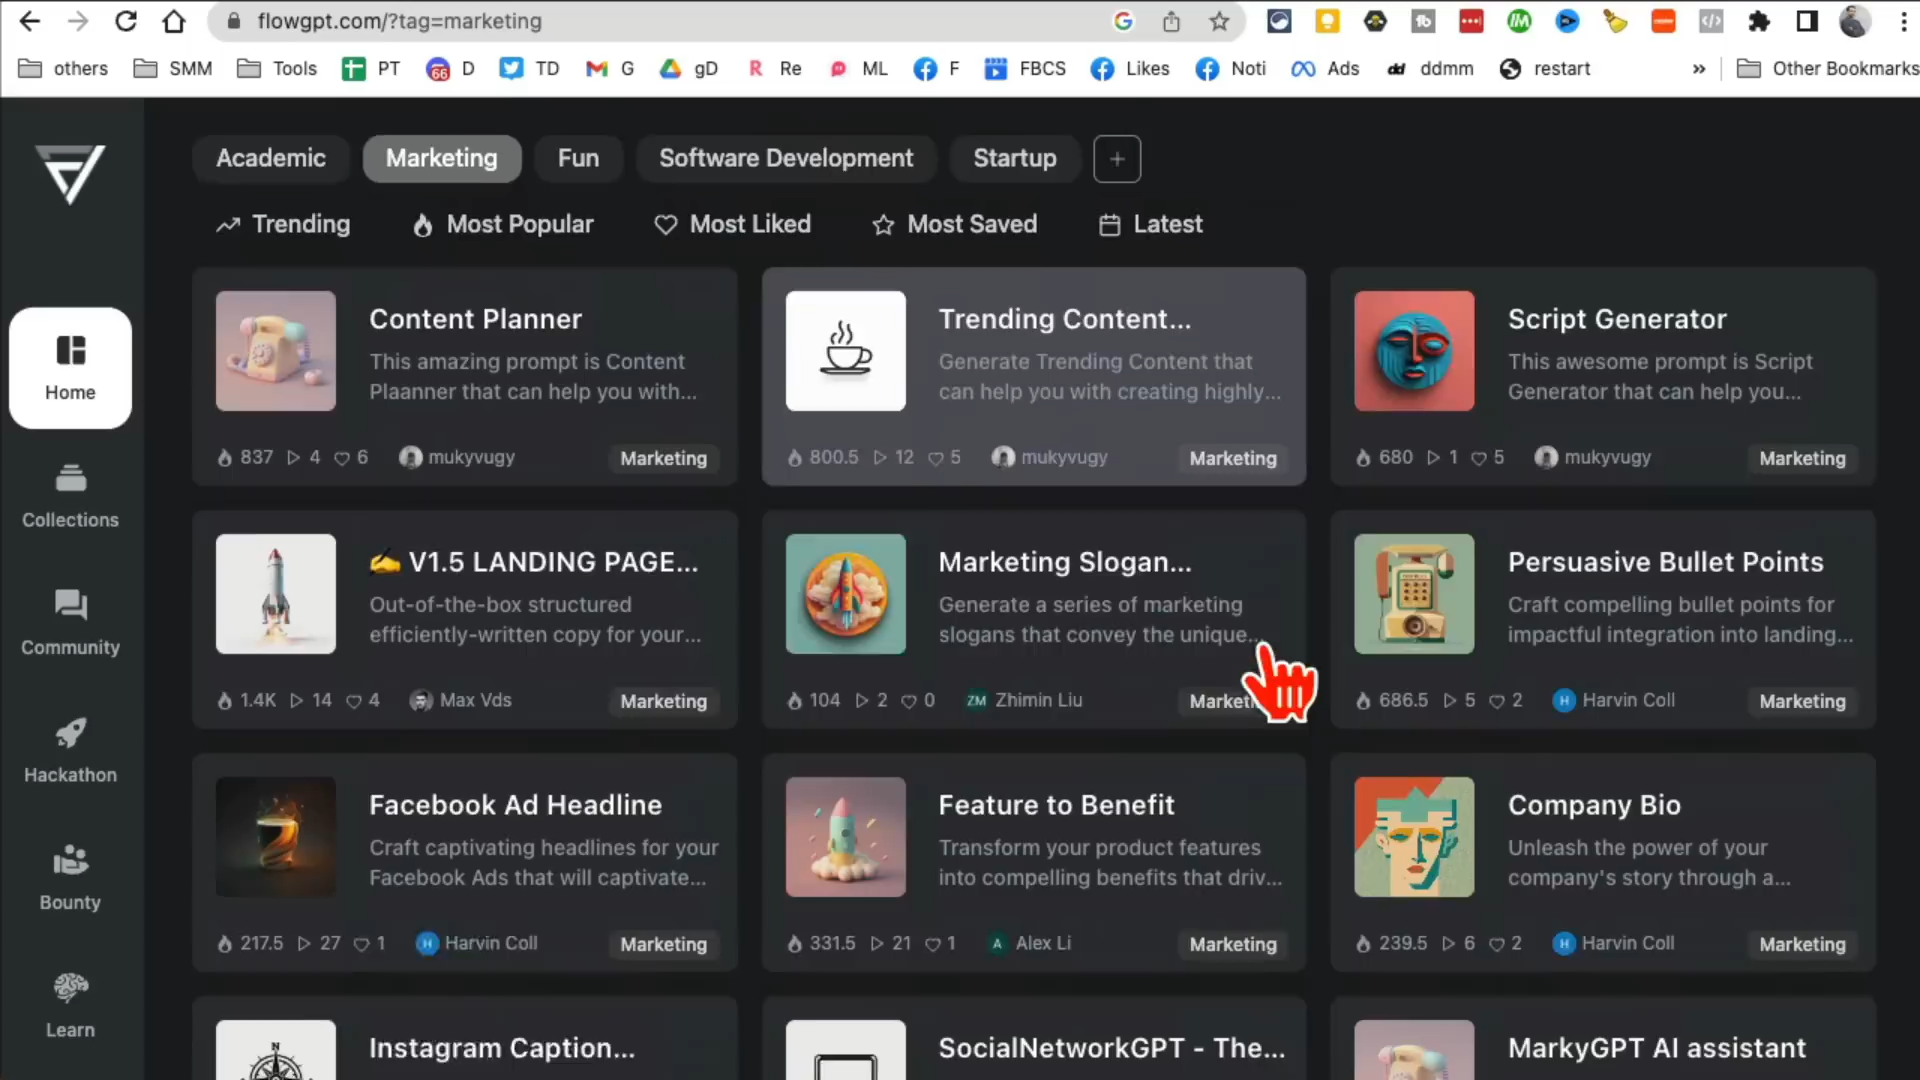 flowgpt.com/?tag=marketing
others SMM Tools PT D TD G gD Re ML F FBCS Likes Noti Ads ddmm restart » Other Bookmarks
Academic Marketing Fun Software Development Startup +
Trending Most Popular Most Liked Most Saved Latest
Home
Collections
Community
Hackathon
Bounty
Learn
Content Planner
This amazing prompt is Content
Plaanner that can help you with...
837 4 6 mukyvugy Marketing
Trending Content...
Generate Trending Content that
can help you with creating highly...
800.5 12 5 mukyvugy Marketing
Script Generator
This awesome prompt is Script
Generator that can help you...
680 1 5 mukyvugy Marketing
✍️ V1.5 LANDING PAGE...
Out-of-the-box structured
efficiently-written copy for your...
1.4K 14 4 Max Vds Marketing
Marketing Slogan...
Generate a series of marketing
slogans that convey the unique...
104 2 0 ZM Zhimin Liu Marketi
Persuasive Bullet Points
Craft compelling bullet points for
impactful integration into landing...
686.5 5 2 H Harvin Coll Marketing
Facebook Ad Headline
Craft captivating headlines for your
Facebook Ads that will captivate...
217.5 27 1 H Harvin Coll Marketing
Feature to Benefit
Transform your product features
into compelling benefits that driv...
331.5 21 1 A Alex Li Marketing
Company Bio
Unleash the power of your
company's story through a...
239.5 6 2 H Harvin Coll Marketing
N
Instagram Caption...
SocialNetworkGPT - The...
MarkyGPT AI assistant